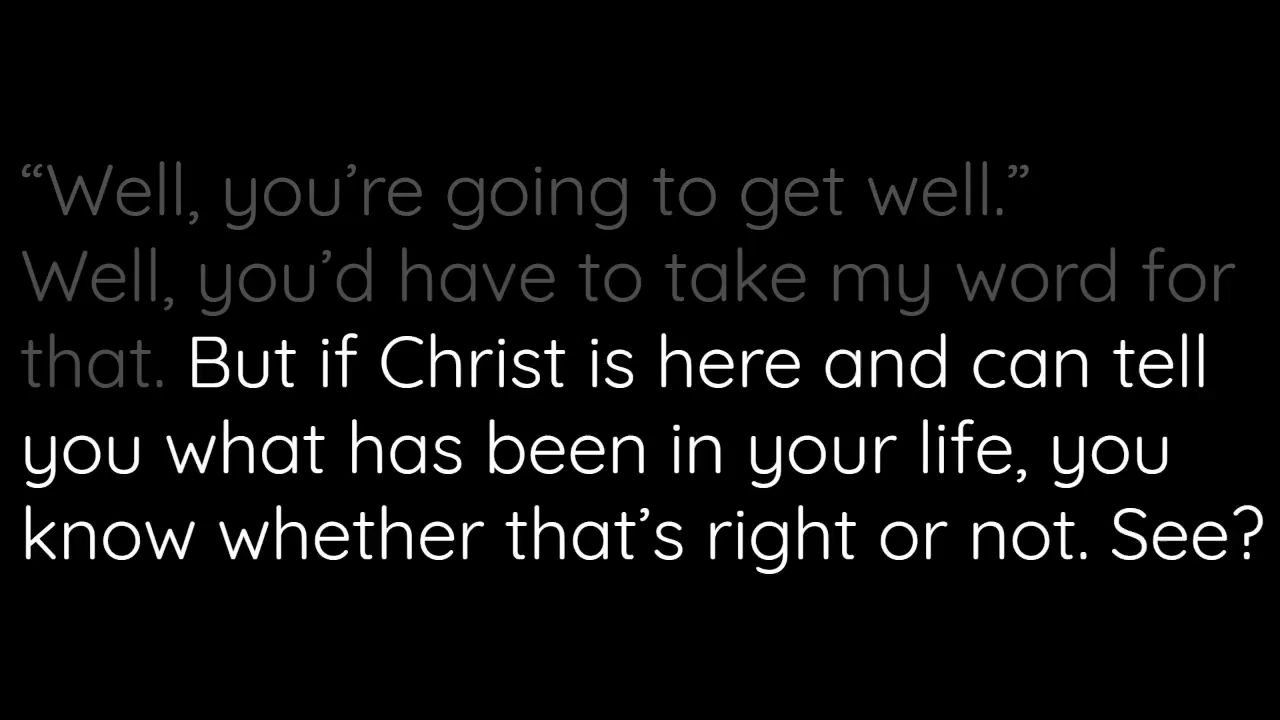 “Well, you’re going to get well.”
Well, you’d have to take my word for
that. But if Christ is here and can tell
you what has been in your life, you
know whether that’s right or not. See?